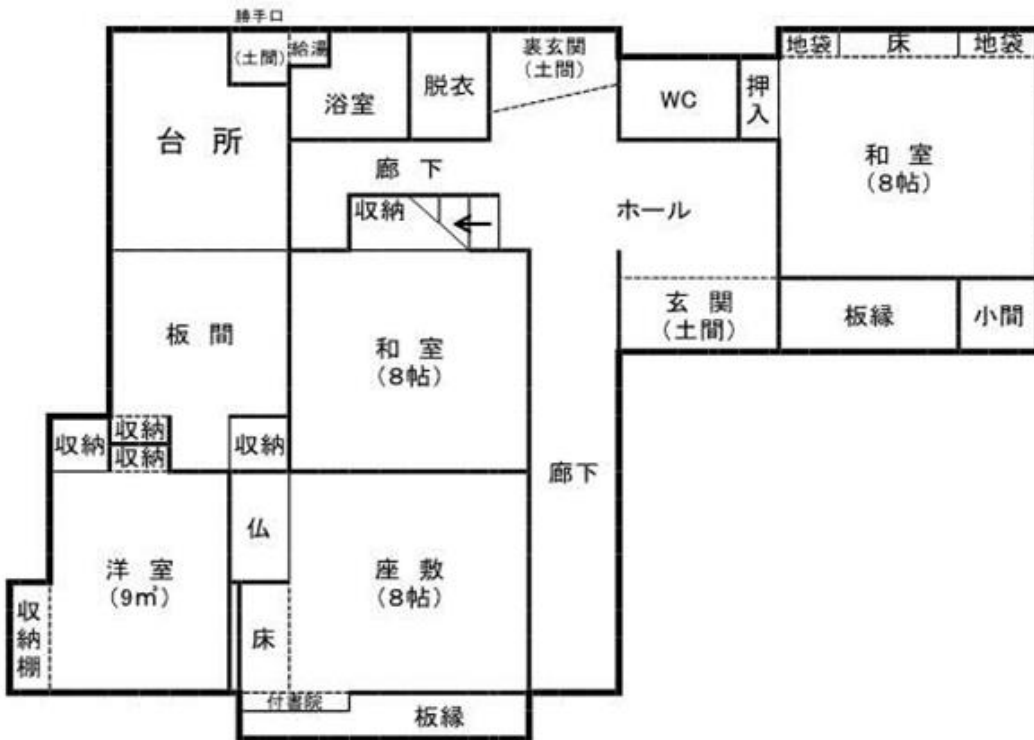 勝手口
(土間)
給湯
浴室
脱衣
裏玄関
(土間)
WC
押入
地袋
床
地袋
台所
廊下
和室
(8帖)
収納
ホール
板間
和室
(8帖)
玄関
(土間)
板縁
小間
収納
収納
収納
収納
廊下
仏
洋室
(9㎡)
座敷
(8帖)
収納棚
床
付書院
板縁